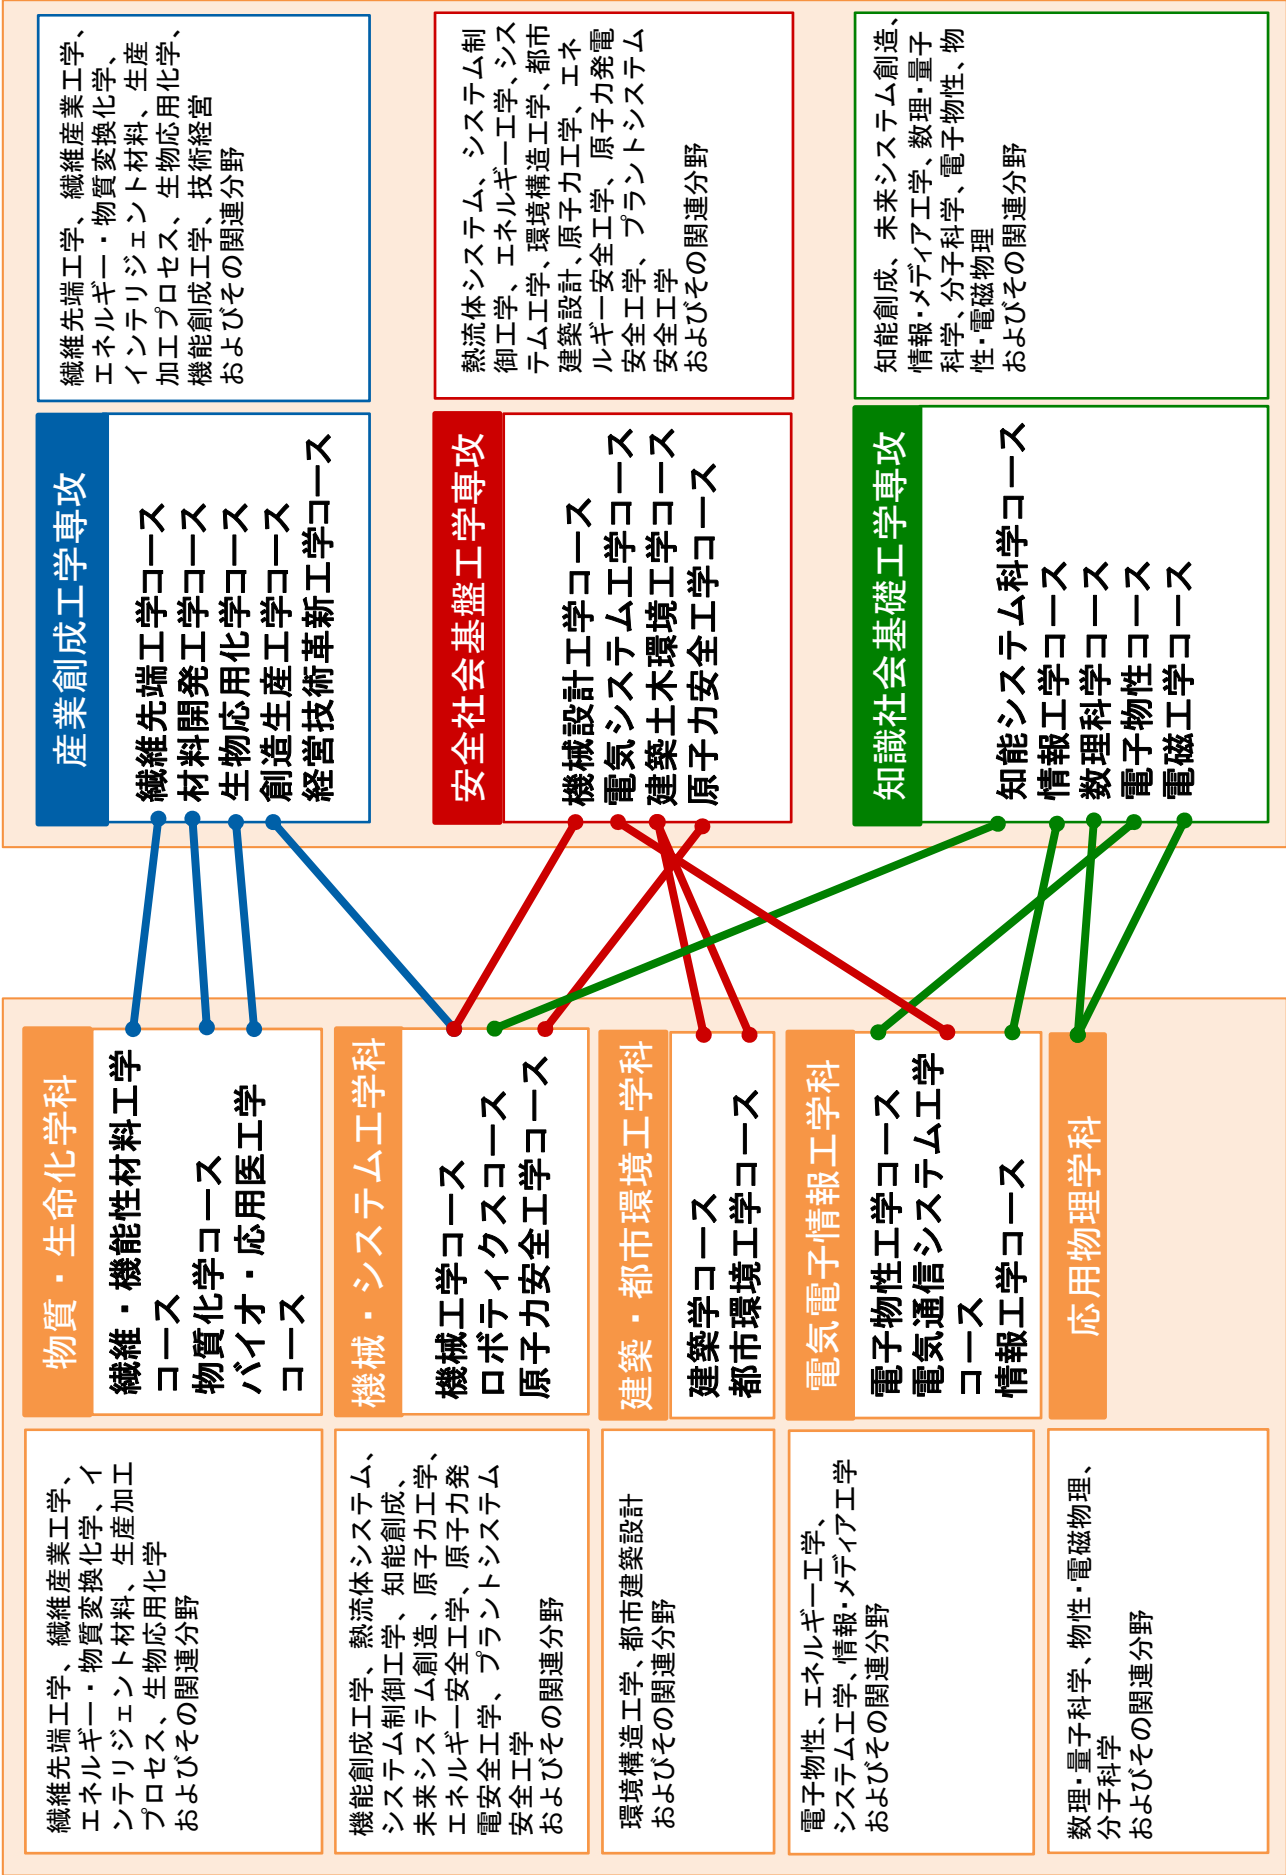 繊維先端工学、繊維産業工学、
エネルギー・物質変換化学、イ
ンテリジェント材料、生産加工
プロセス、生物応用化学
およびその関連分野
物質・生命化学科
繊維・機能性材料工学
コース
物質化学コース
バイオ・応用医工学
コース
機能創成工学、熱流体システム、
システム制御工学、知能創成、
未来システム創造、原子力工学、
エネルギー安全工学、原子力発
電安全工学、プラントシステム
安全工学
およびその関連分野
機械・システム工学科
機械工学コース
ロボティクスコース
原子力安全工学コース
環境構造工学、都市建築設計
およびその関連分野
建築・都市環境工学科
建築学コース
都市環境工学コース
電子物性、エネルギー工学、
システム工学、情報・メディア工学
およびその関連分野
電気電子情報工学科
電子物性工学コース
電気通信システム工学
コース
情報工学コース
数理・量子科学、物性・電磁物理、
分子科学
およびその関連分野
応用物理学科
産業創成工学専攻
繊維先端工学コース
材料開発工学コース
生物応用化学コース
創造生産工学コース
経営技術革新工学コース
繊維先端工学、繊維産業工学、
エネルギー・物質変換化学、
インテリジェント材料、生産
加工プロセス、生物応用化学、
機能創成工学、技術経営
およびその関連分野
安全社会基盤工学専攻
機械設計工学コース
電気システム工学コース
建築土木環境工学コース
原子力安全工学コース
熱流体システム、システム制
御工学、エネルギー工学、シス
テム工学、環境構造工学、都市
建築設計、原子力工学、エネ
ルギー安全工学、原子力発電
安全工学、プラントシステム
安全工学
およびその関連分野
知識社会基礎工学専攻
知能システム科学コース
情報工学コース
数理科学コース
電子物性コース
電磁工学コース
知能創成、未来システム創造、
情報・メディア工学、数理・量子
科学、分子科学、電子物性、物
性・電磁物理
およびその関連分野